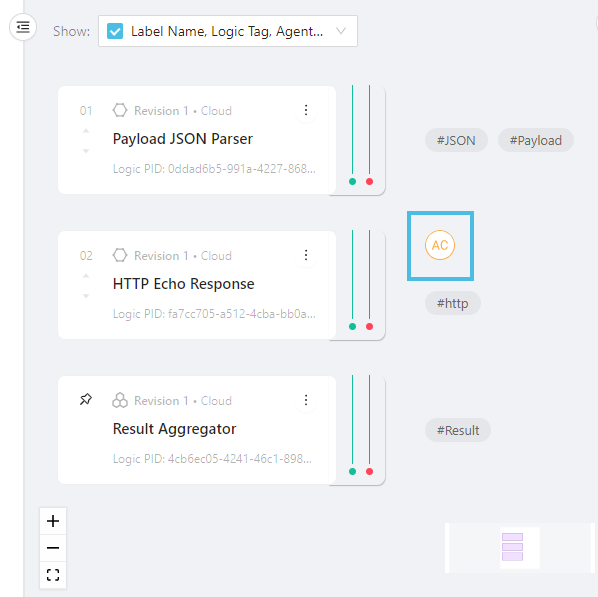 Show: Label Name, Logic Tag, Agent...
01 Revision 1 • Cloud
Payload JSON Parser
Logic PID: 0ddad6b5-991a-4227-868...
#JSON #Payload
02 Revision 1 • Cloud
HTTP Echo Response
Logic PID: fa7cc705-a512-4cba-bb0a...
AC
#http
Revision 1 • Cloud
Result Aggregator
Logic PID: 4cb6ec05-4241-46c1-898...
#Result